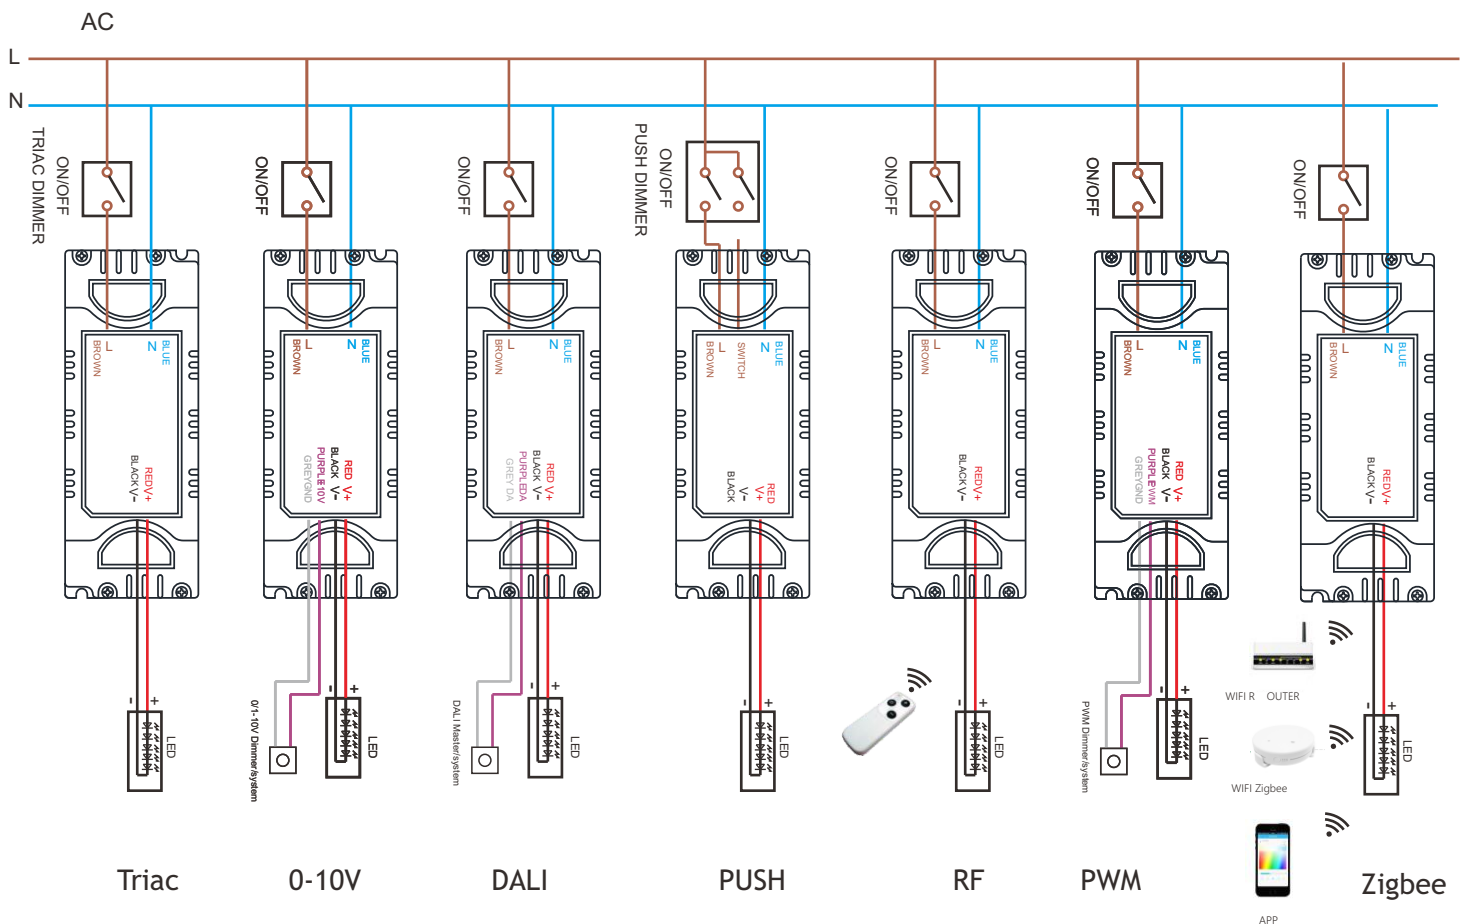 AC
L
N
TRIAC DIMMER
ON/OFF
ON/OFF
ON/OFF
PUSH DIMMER
ON/OFF
ON/OFF
ON/OFF
ON/OFF
BROWN
L
N
BLUE
BLACK V-
RED V+
BROWN
L
N
BLUE
GREY GND
PURPLE 10V
BLACK V-
RED V+
BROWN
L
N
BLUE
GREY DA
PURPLE DA
BLACK V-
RED V+
BROWN
L
SWITCH
N
BLUE
BLACK
V-
V+
RED
BROWN
L
N
BLUE
BLACK V-
RED V+
BROWN
L
N
BLUE
GREY GND
PURPLE PWM
BLACK V-
RED V+
BROWN
L
N
BLUE
BLACK V-
RED V+
- +
LED
0/1-10V Dimmer/system
- +
LED
DALI Master/system
- +
LED
- +
LED
- +
LED
PWM Dimmer/system
- +
LED
WIFI R OUTER
WIFI Zigbee
- +
LED
Triac
0-10V
DALI
PUSH
RF
PWM
Zigbee
APP